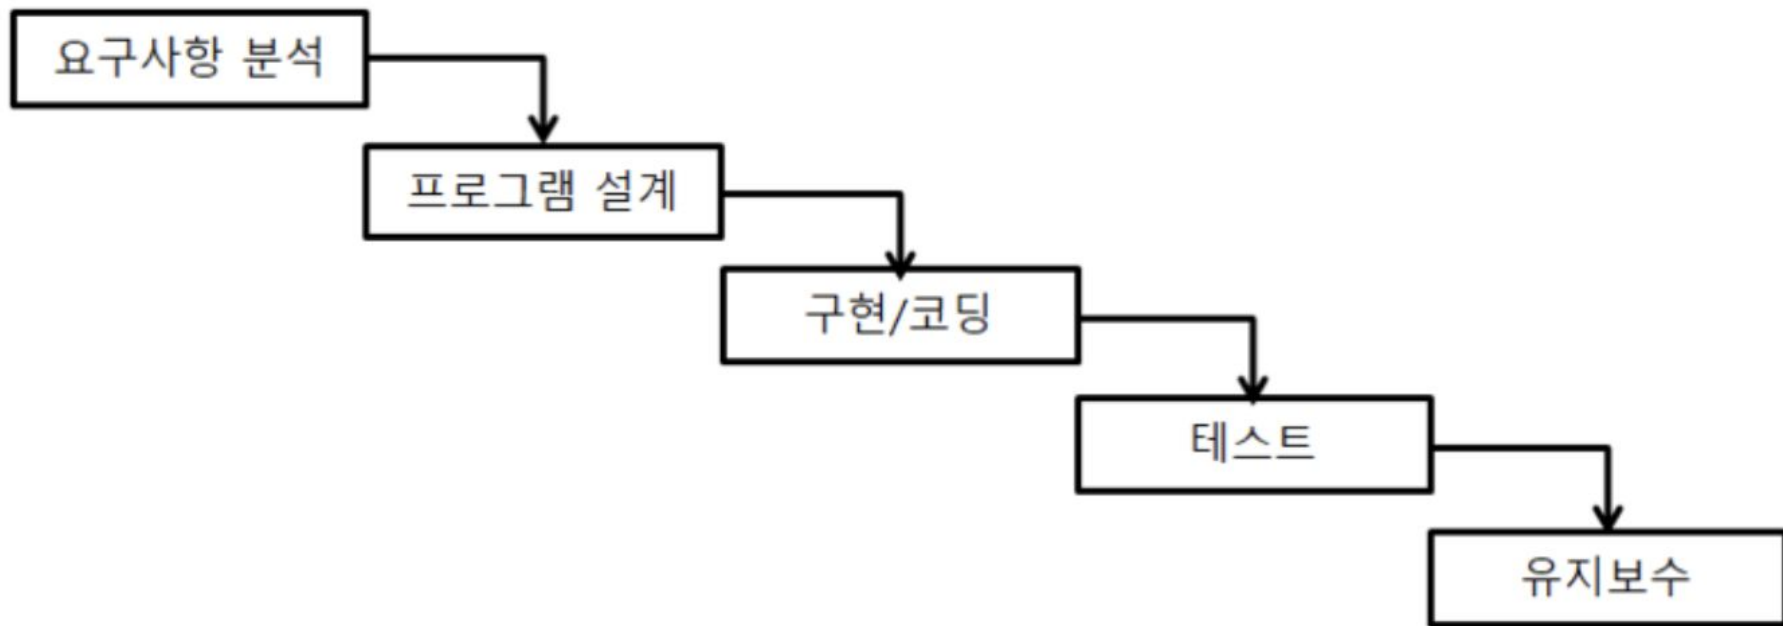 요구사항 분석
프로그램 설계
구현/코딩
테스트
유지보수